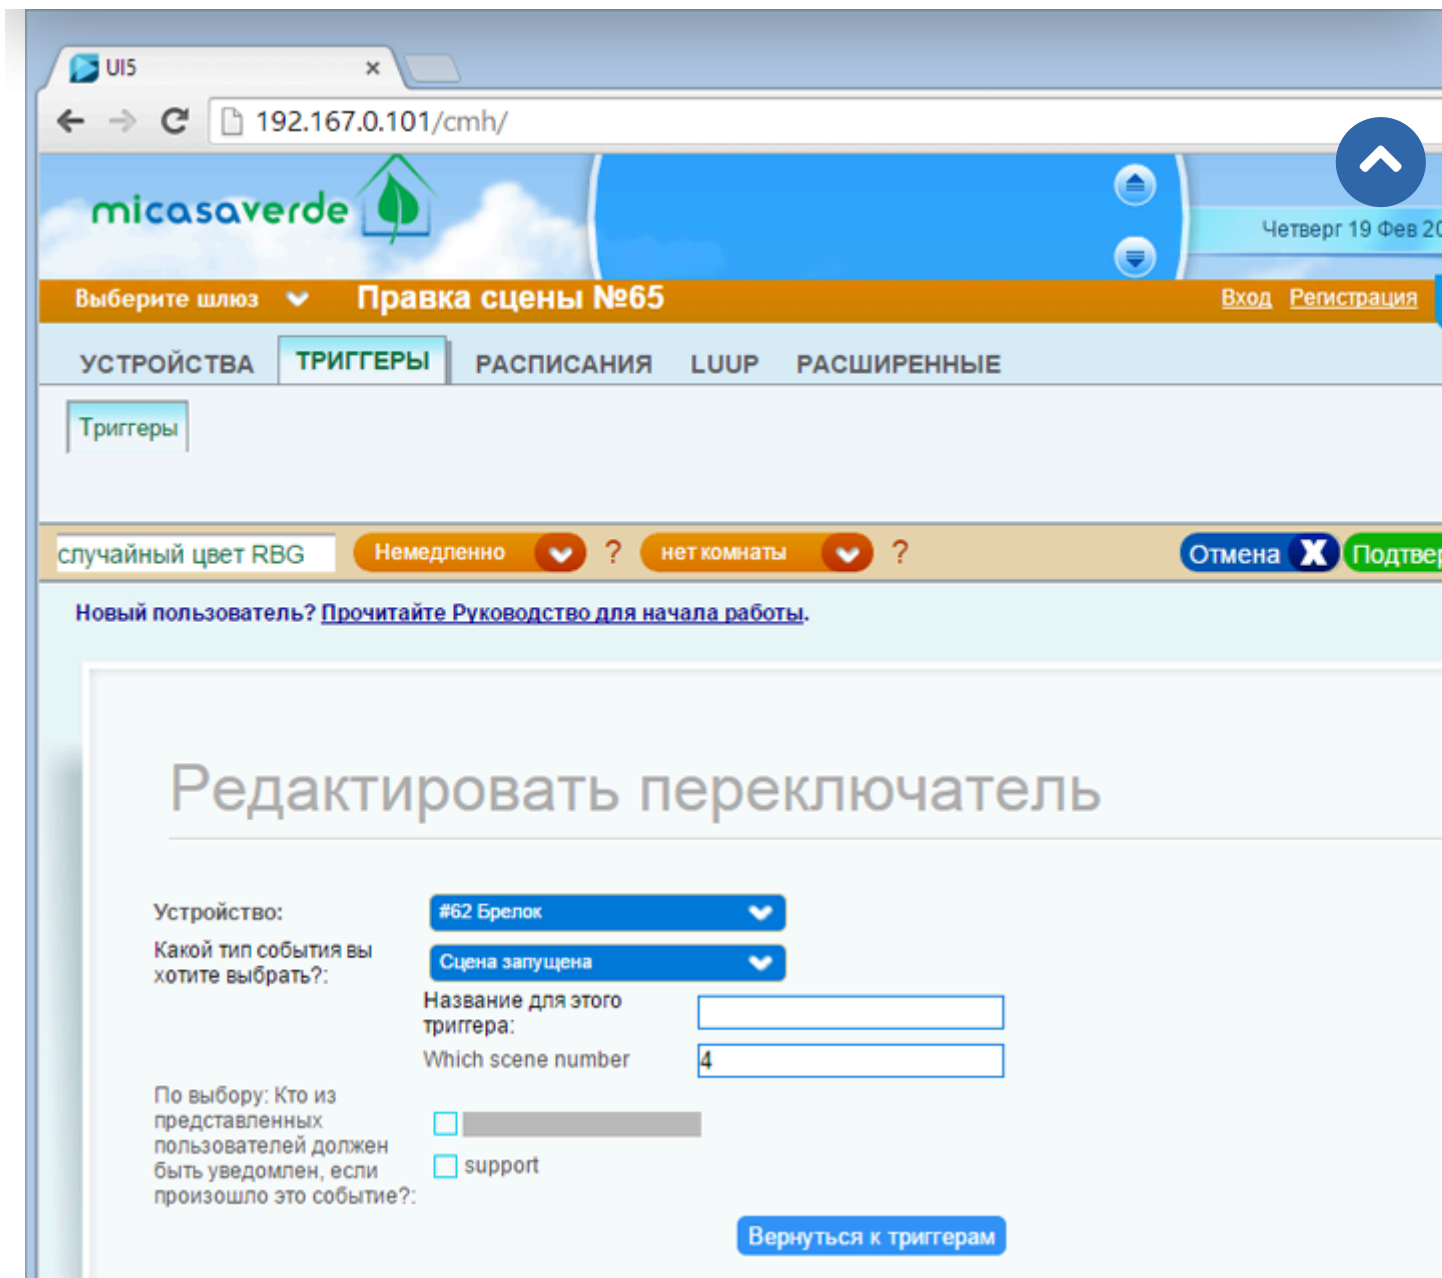 UI5
192.167.0.101/cmh/
micasaverde
Четверг 19 Фев 20
Выберите шлюз Правка сцены №65 Вход Регистрация
УСТРОЙСТВА ТРИГГЕРЫ РАСПИСАНИЯ LUUP РАСШИРЕННЫЕ
Триггеры
случайный цвет RBG Немедленно ? нет комнаты ? Отмена X Подтвер
Новый пользователь? Прочитайте Руководство для начала работы.
Редактировать переключатель
Устройство: #62 Брелок
Какой тип события вы
хотите выбрать?: Сцена запущена
Название для этого
триггера:
Which scene number 4
По выбору: Кто из
представленных
пользователей должен
быть уведомлен, если
произошло это событие?:
support
Вернуться к триггерам